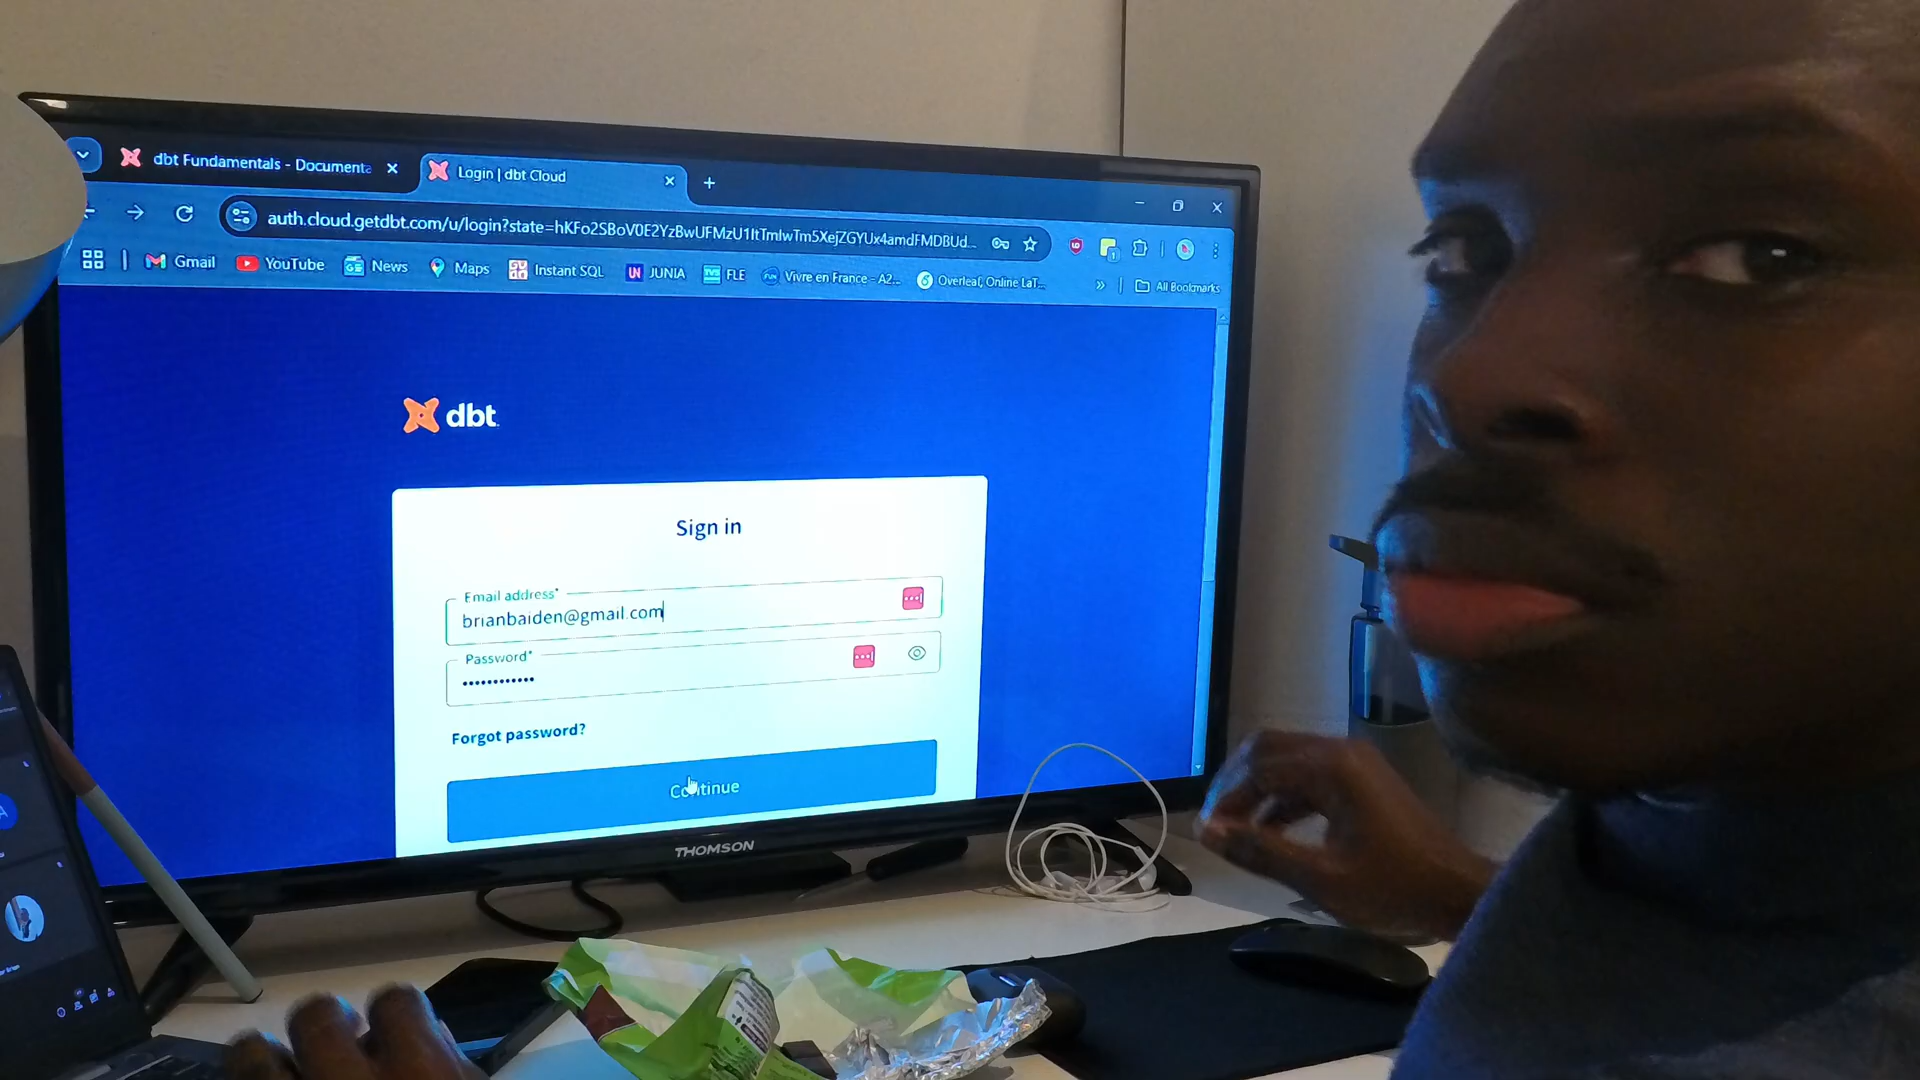 dbt Fundamentals - Documenta
Login | dbt Cloud
auth.cloud.getdbt.com/u/login?state=hKFo2SBoV0E2YzBwUFMzU1ItTmIwTm5XejZGYUx4amdFMDBUd...
Gmail
YouTube
News
Maps
Instant SQL
JUNIA
FLE
Vivre en France - A2...
Overleaf, Online LaT...
All Bookmarks
dbt
Sign in
Email address*
brianbaiden@gmail.com
Password*
••••••••••••
Forgot password?
Continue
THOMSON